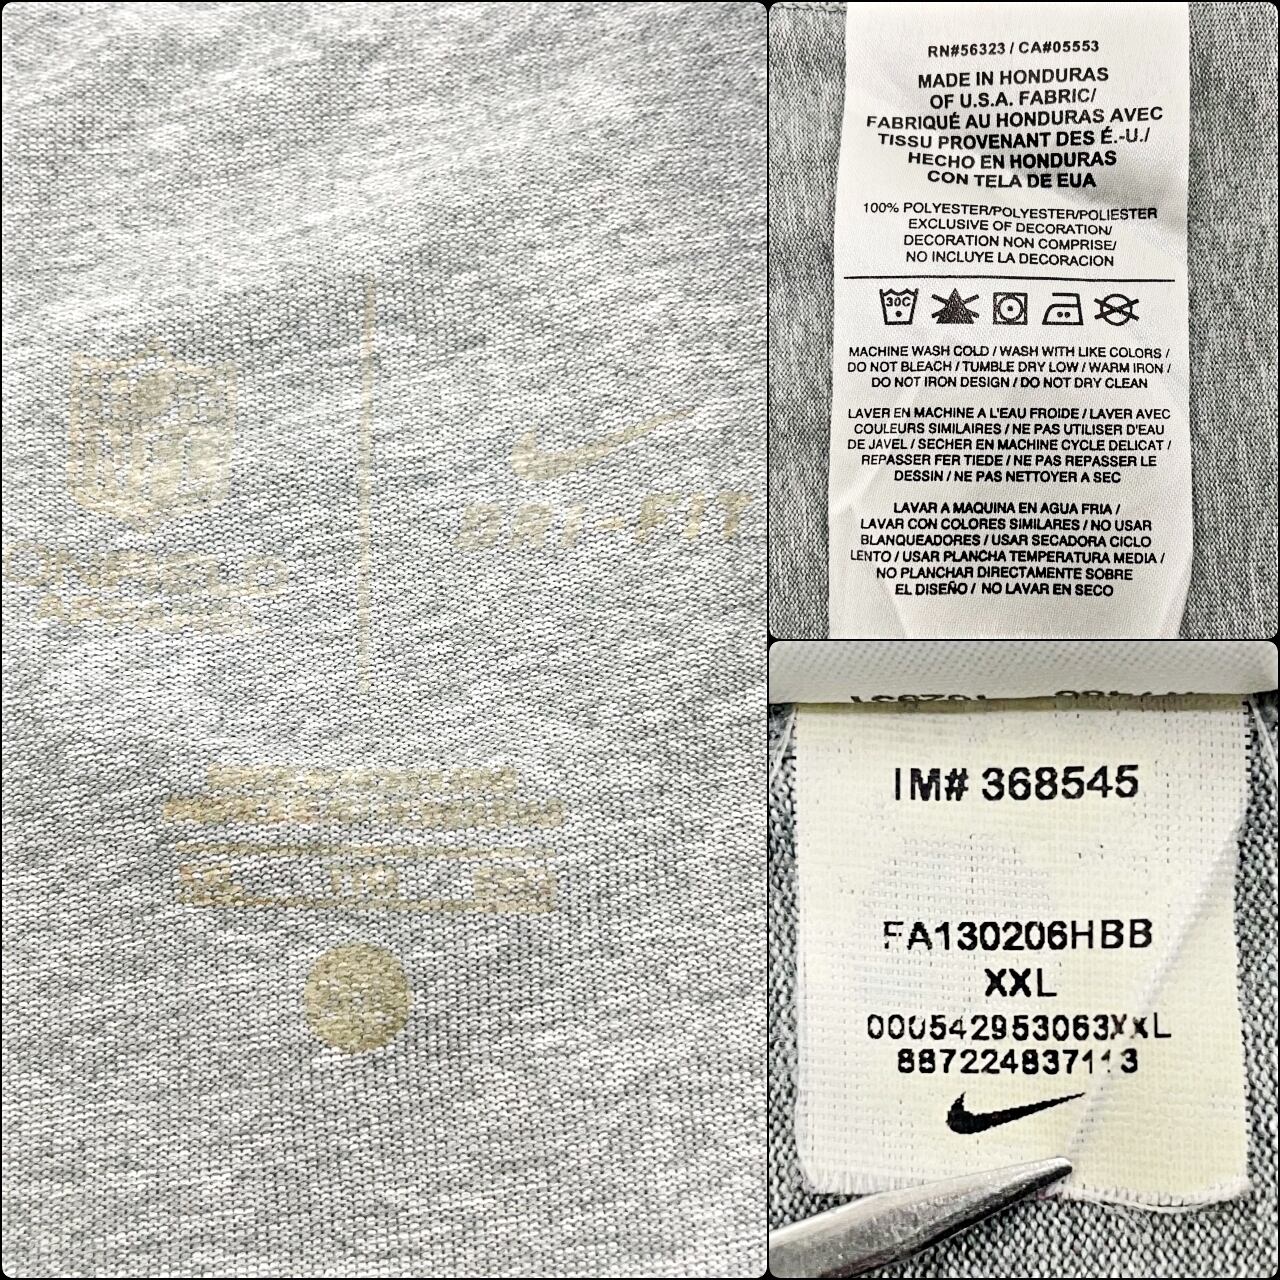 NFL
DRI-FIT
APPAREL
RN#56323 / CA#05553
MADE IN HONDURAS
OF U.S.A. FABRIC/
FABRIQUÉ AU HONDURAS AVEC
TISSU PROVENANT DES É.-U./
HECHO EN HONDURAS
CON TELA DE EUA
100% POLYESTER/POLYESTER/POLIESTER
EXCLUSIVE OF DECORATION/
DECORATION NON COMPRISE/
NO INCLUYE LA DECORACION
30C
MACHINE WASH COLD / WASH WITH LIKE COLORS /
DO NOT BLEACH / TUMBLE DRY LOW / WARM IRON /
DO NOT IRON DESIGN / DO NOT DRY CLEAN
LAVER EN MACHINE A L'EAU FROIDE / LAVER AVEC
COULEURS SIMILAIRES / NE PAS UTILISER D'EAU
DE JAVEL / SECHER EN MACHINE CYCLE DELICAT /
REPASSER FER TIEDE / NE PAS REPASSER LE
DESSIN / NE PAS NETTOYER A SEC
LAVAR A MAQUINA EN AGUA FRIA /
LAVAR CON COLORES SIMILARES / NO USAR
BLANQUEADORES / USAR SECADORA CICLO
LENTO / USAR PLANCHA TEMPERATURA MEDIA /
NO PLANCHAR DIRECTAMENTE SOBRE
EL DISEÑO / NO LAVAR EN SECO
IM# 368545
FA130206HBB
XXL
000542953063XXL
887224837113